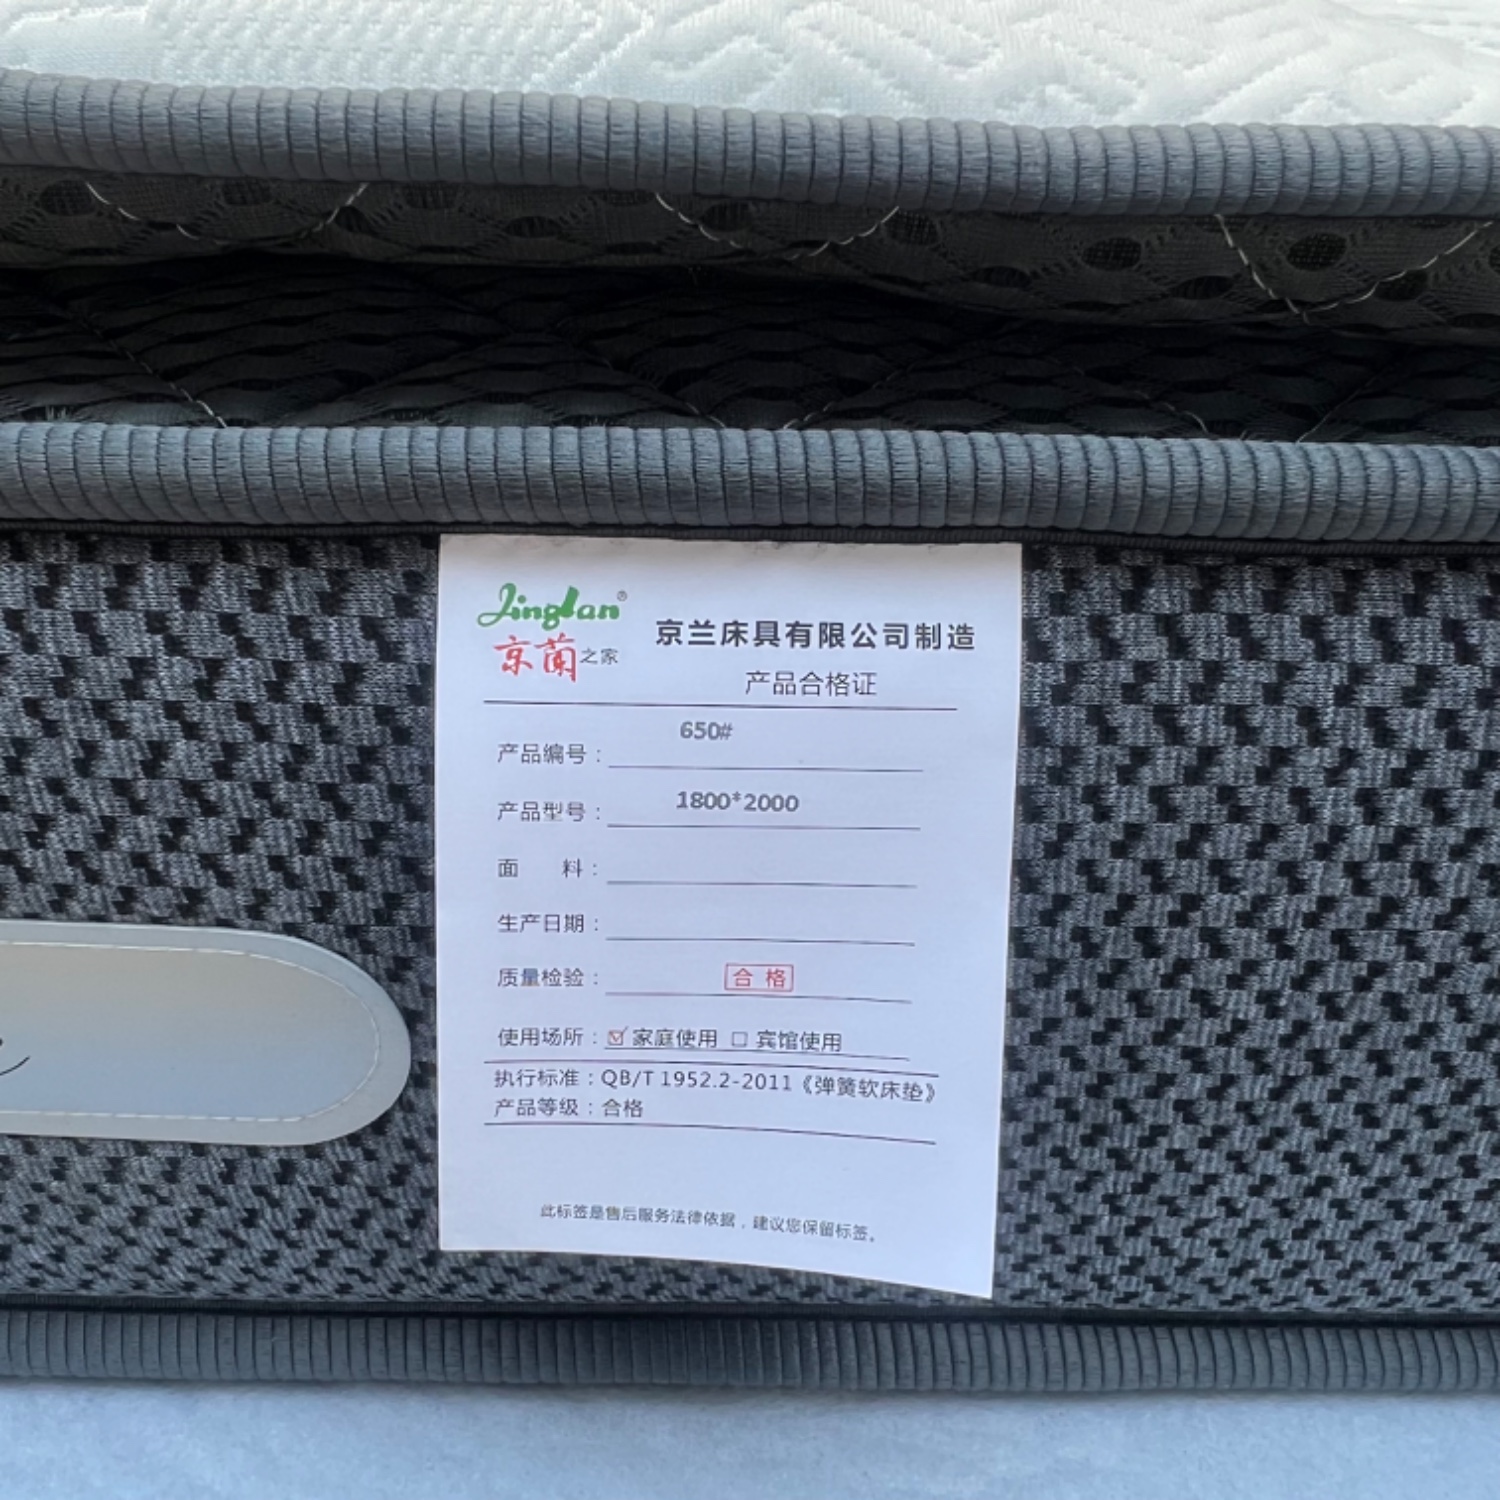 Jinglan®
京蘭之家
京兰床具有限公司制造
产品合格证
产品编号：650#
产品型号：1800*2000
面　　料：
生产日期：
质量检验：合格
使用场所：☑家庭使用 □宾馆使用
执行标准：QB/T 1952.2-2011《弹簧软床垫》
产品等级：合格
此标签是售后服务法律依据，建议您保留标签。